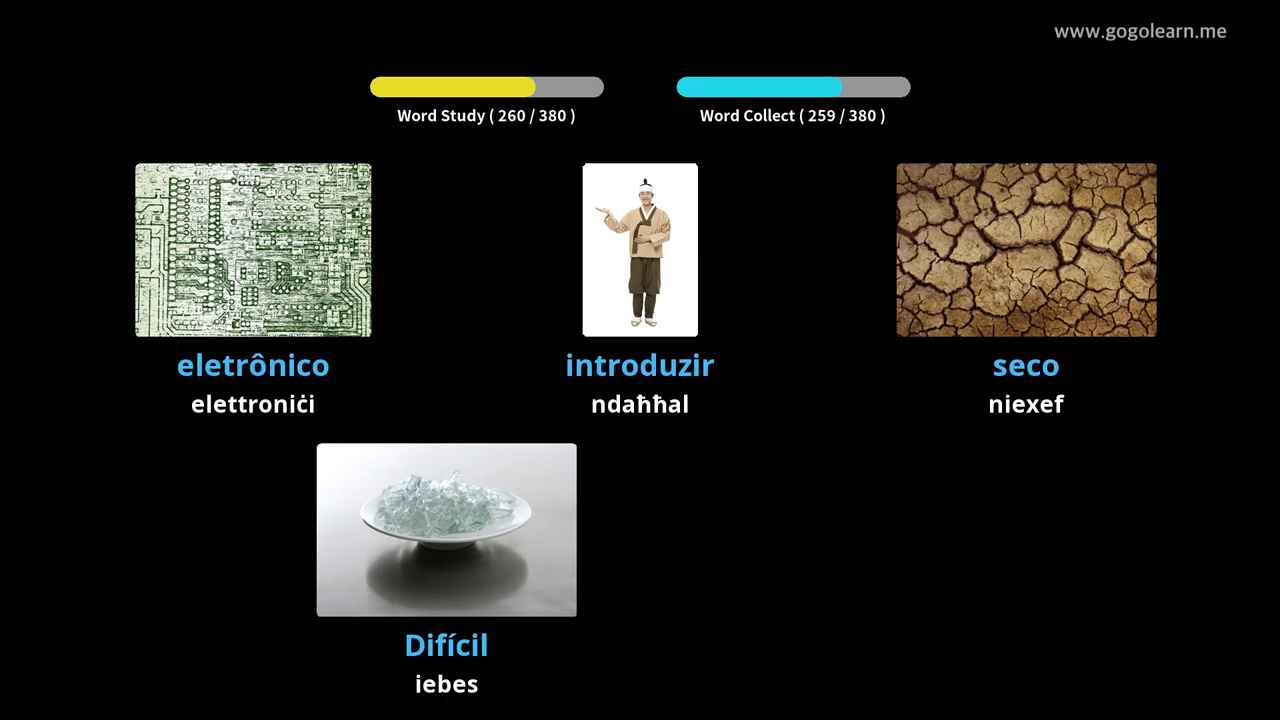 www.gogolearn.me
Word Study ( 260 / 380 )
Word Collect ( 259 / 380 )
eletrônico
elettroniċi
introduzir
ndaħħal
seco
niexef
Difícil
iebes